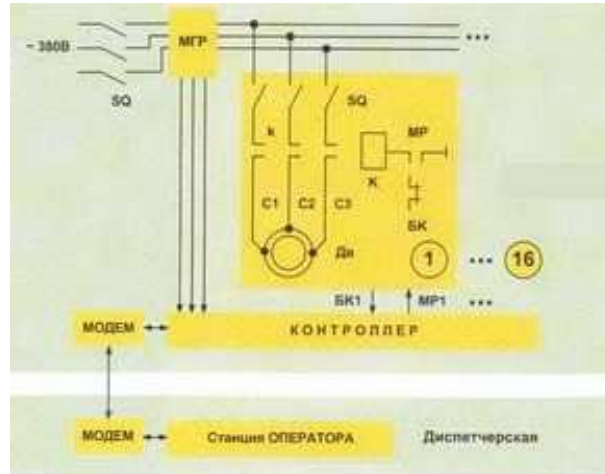 МГР
~ 380В
SQ
SQ
k
МР
К
С1 С2 С3
БК
Дв
1 ... 16
БК1 МР1 ...
МОДЕМ КОНТРОЛЛЕР
МОДЕМ Станция ОПЕРАТОРА Диспетчерская